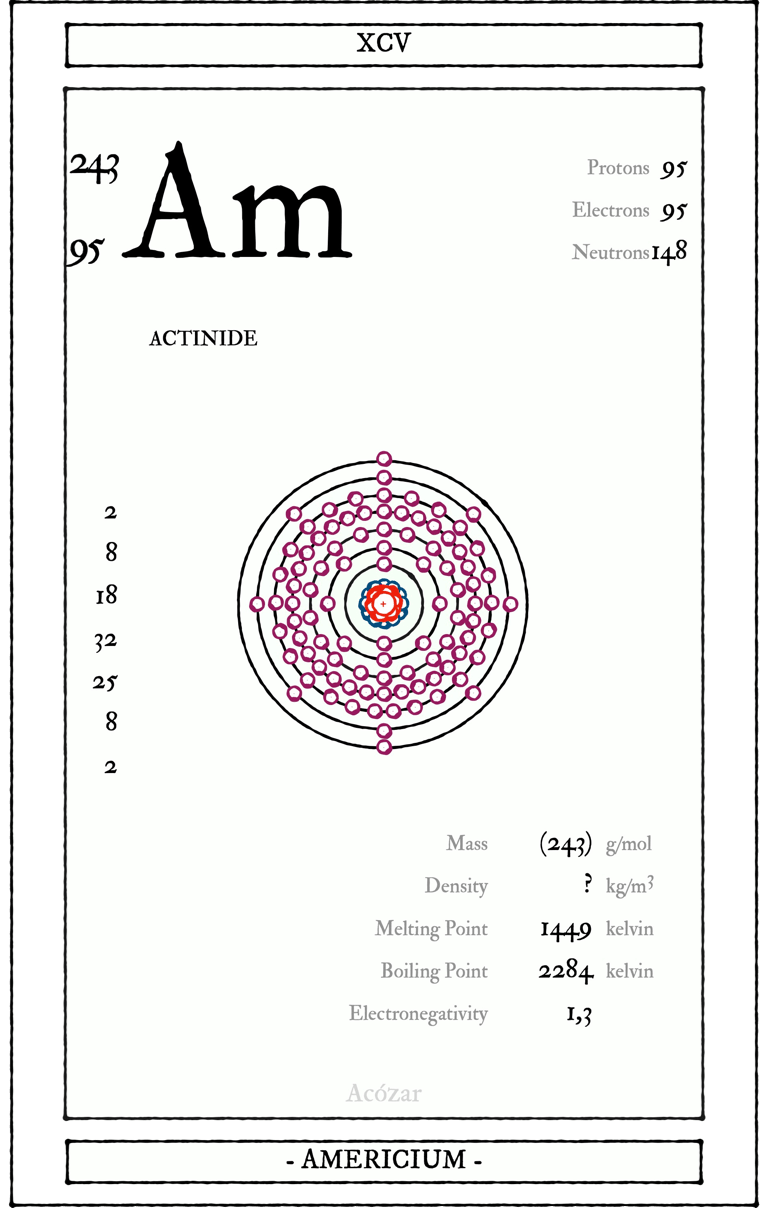 XCV
243
95
Am
Protons 95
Electrons 95
Neutrons 148
ACTINIDE
2
8
18
32
25
8
2
+
Mass (243) g/mol
Density ? kg/m³
Melting Point 1449 kelvin
Boiling Point 2284 kelvin
Electronegativity 1,3
Acózar
- AMERICIUM -